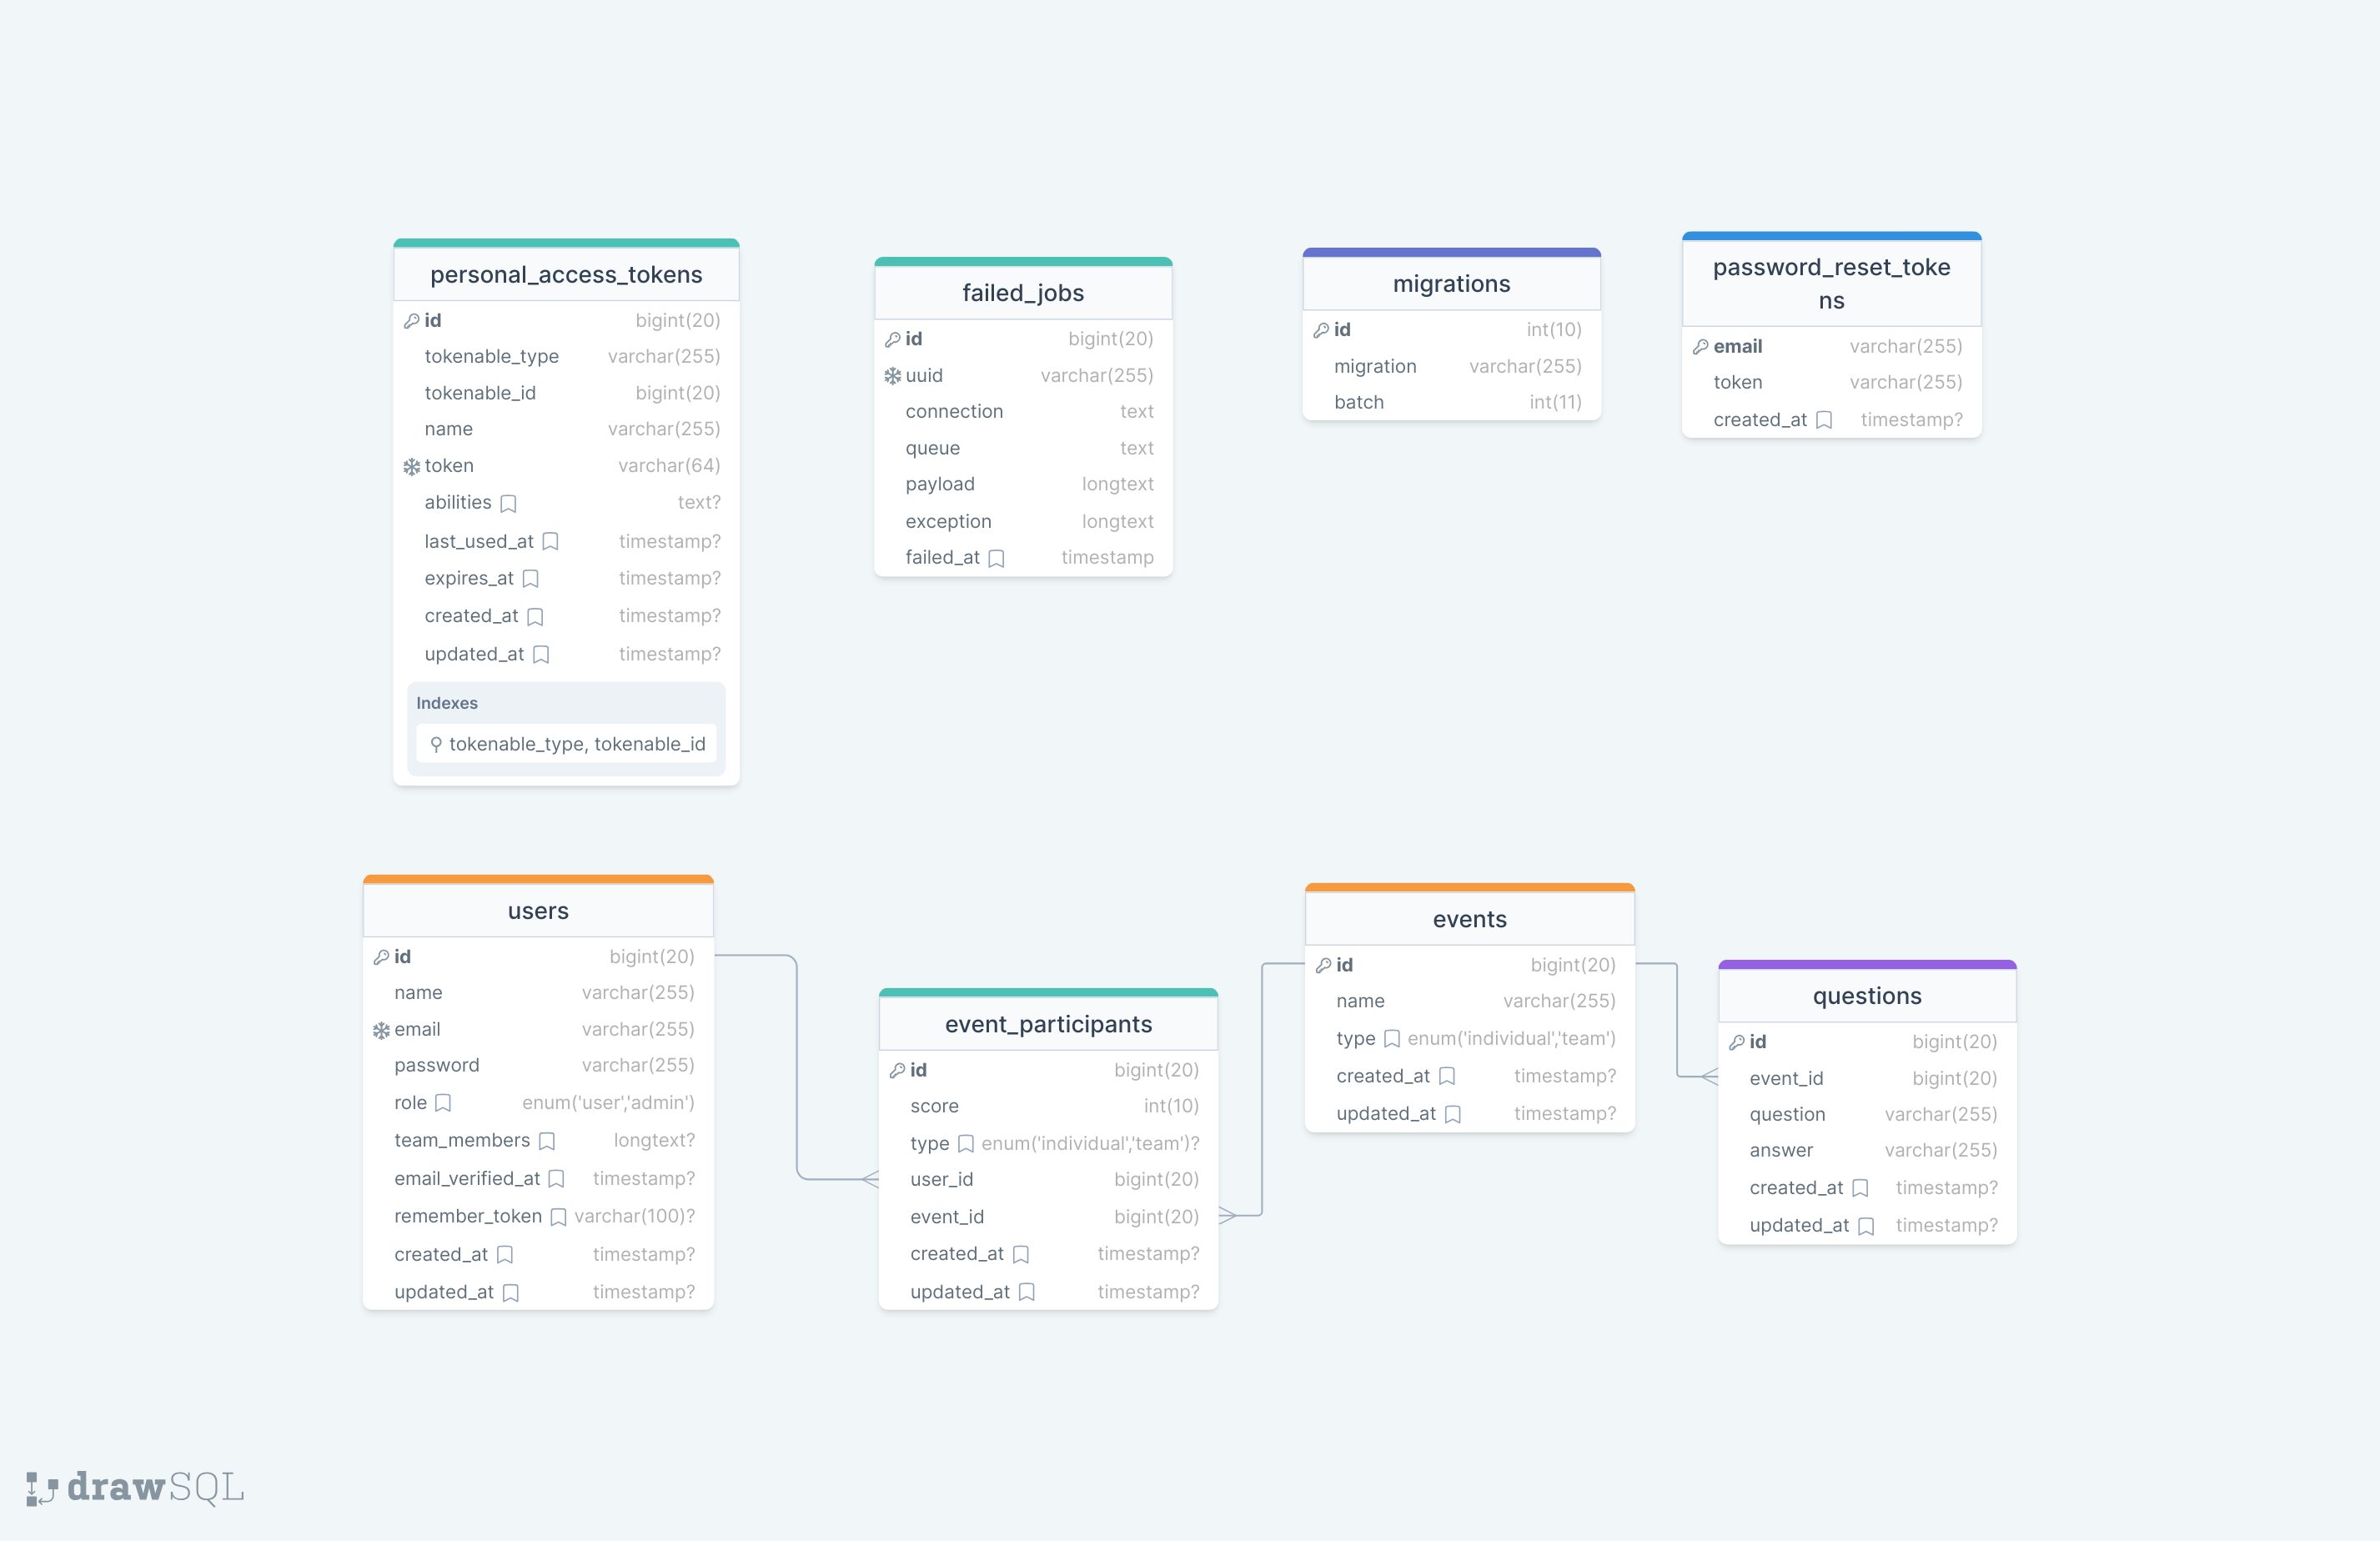 personal_access_tokens
id bigint(20)
tokenable_type varchar(255)
tokenable_id bigint(20)
name varchar(255)
token varchar(64)
abilities text?
last_used_at timestamp?
expires_at timestamp?
created_at timestamp?
updated_at timestamp?
Indexes
tokenable_type, tokenable_id
failed_jobs
id bigint(20)
uuid varchar(255)
connection text
queue text
payload longtext
exception longtext
failed_at timestamp
migrations
id int(10)
migration varchar(255)
batch int(11)
password_reset_toke
ns
email varchar(255)
token varchar(255)
created_at timestamp?
users
id bigint(20)
name varchar(255)
email varchar(255)
password varchar(255)
role enum('user','admin')
team_members longtext?
email_verified_at timestamp?
remember_token varchar(100)?
created_at timestamp?
updated_at timestamp?
event_participants
id bigint(20)
score int(10)
type enum('individual','team')?
user_id bigint(20)
event_id bigint(20)
created_at timestamp?
updated_at timestamp?
events
id bigint(20)
name varchar(255)
type enum('individual','team')
created_at timestamp?
updated_at timestamp?
questions
id bigint(20)
event_id bigint(20)
question varchar(255)
answer varchar(255)
created_at timestamp?
updated_at timestamp?
drawSQL